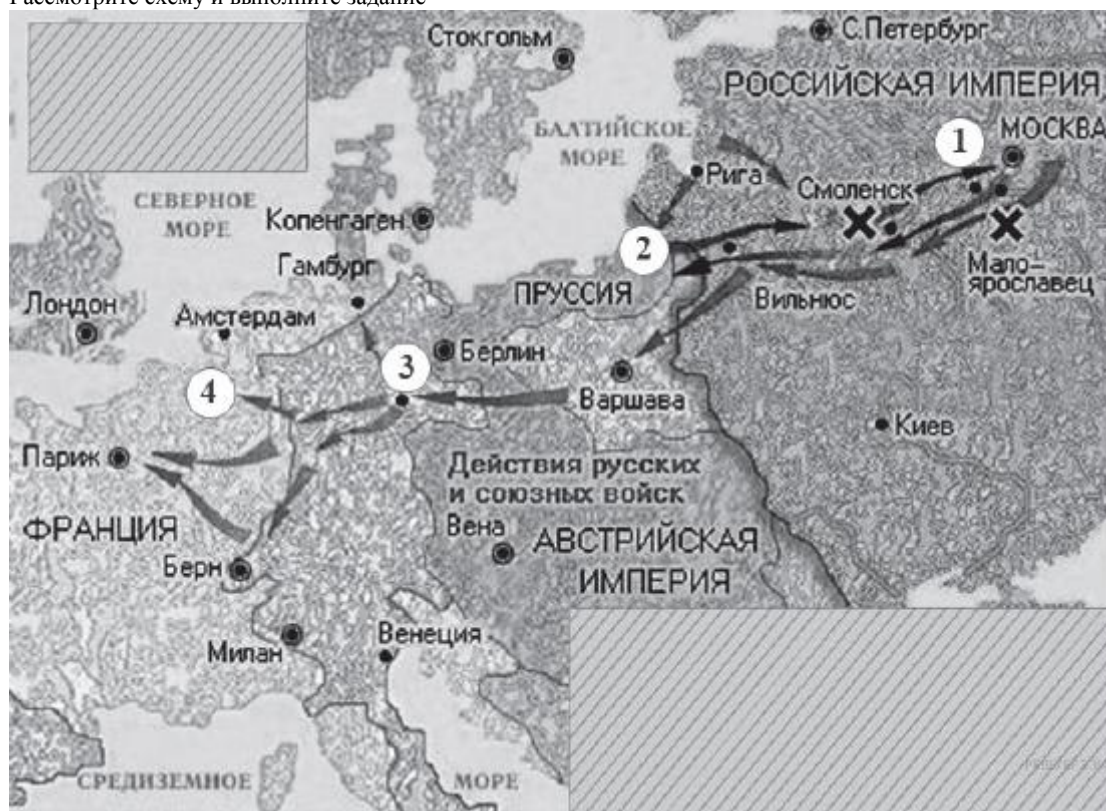 Рассмотрите схему и выполните задание
Стокгольм
С.Петербург
РОССИЙСКАЯ ИМПЕРИЯ
БАЛТИЙСКОЕ
МОРЕ
1
МОСКВА
Рига
Смоленск
СЕВЕРНОЕ
МОРЕ
Копенгаген
2
Гамбург
ПРУССИЯ
Вильнюс
Мало-
ярославец
Лондон
Амстердам
Берлин
3
4
Варшава
Киев
Париж
Действия русских
и союзных войск
ФРАНЦИЯ
Вена
АВСТРИЙСКАЯ
ИМПЕРИЯ
Берн
Милан
Венеция
СРЕДИЗЕМНОЕ
МОРЕ